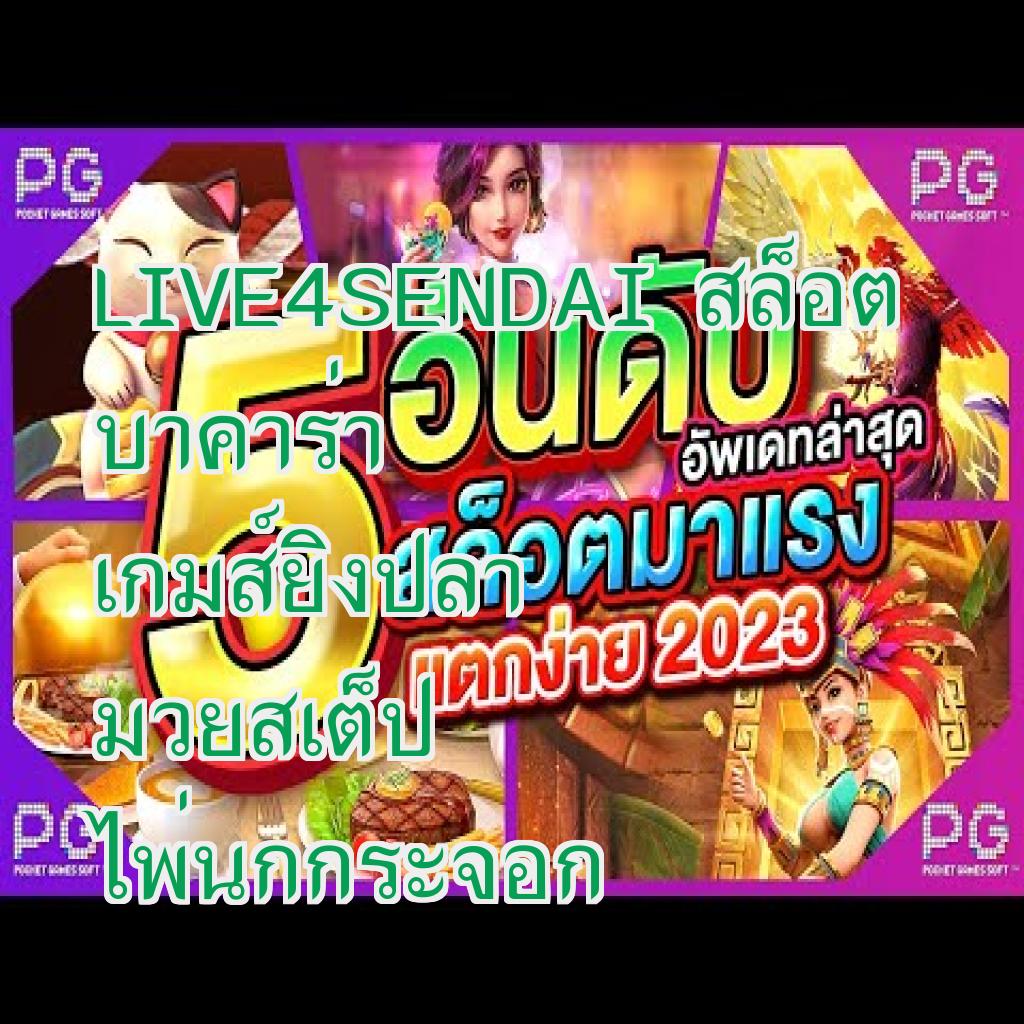 PG
POCKET GAMES SOFT
PG
POCKET GAMES SOFT ™
LIVE4SENDAI สล็อต
5 อันดับ
บาคาร่า
อัพเดทล่าสุด
สล็อตมาแรง
เกมส์ยิงปลา
แตกง่าย 2023
มวยสเต็ป
PG
POCKET GAMES SOFT
PG
POCKET GAMES SOFT ™
ไพ่นกกระจอก